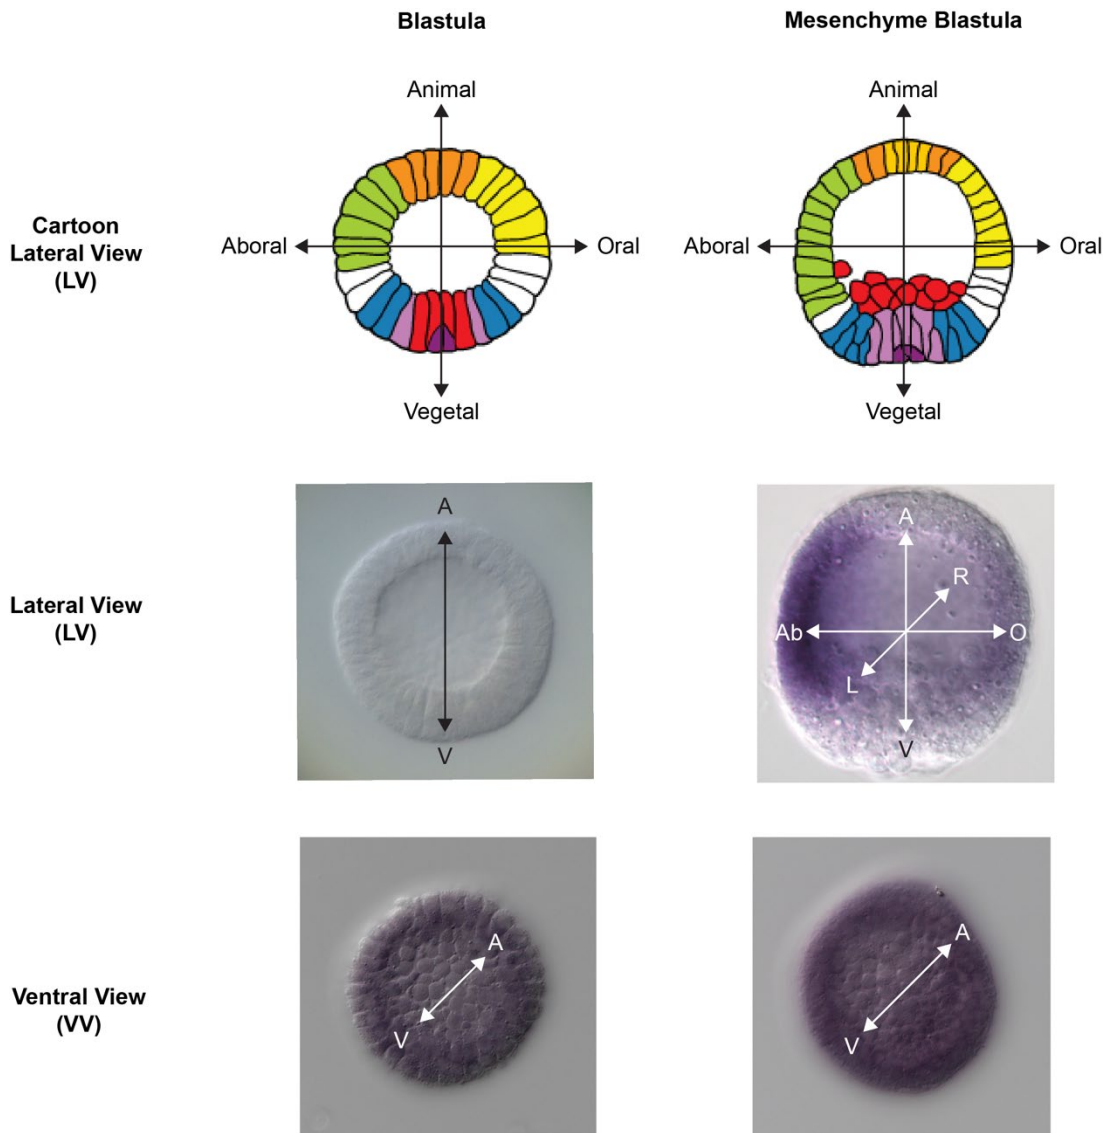 Blastula
Mesenchyme Blastula
Animal
Animal
Cartoon
Lateral View
(LV)
Aboral
Oral
Aboral
Oral
Vegetal
Vegetal
Lateral View
(LV)
A
V
A
R
Ab
O
L
V
Ventral View
(VV)
A
V
A
V